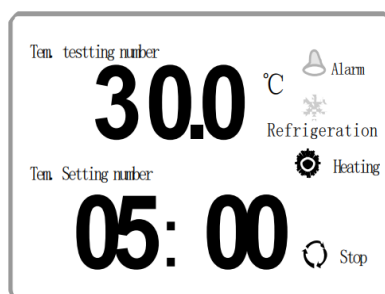 Tem. testting number
30.0 ℃
Alarm
Refrigeration
Heating
Tem. Setting number
05: 00
Stop